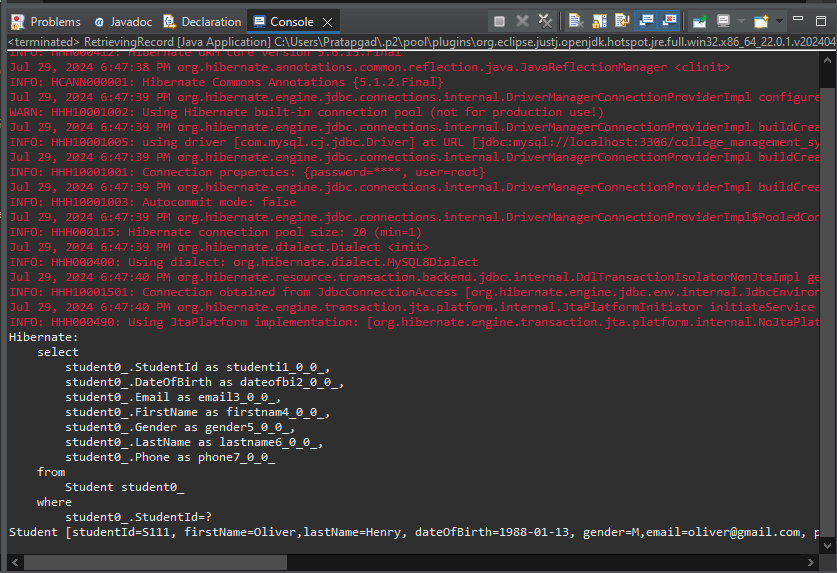 Problems Javadoc Declaration Console
<terminated> RetrievingRecord [Java Application] C:\Users\Pratapgad\.p2\pool\plugins\org.eclipse.justj.openjdk.hotspot.jre.full.win32.x86_64_22.0.1.v202404
INFO: HHH000412: Hibernate ORM core version 5.6.15.Final
Jul 29, 2024 6:47:38 PM org.hibernate.annotations.common.reflection.java.JavaReflectionManager <clinit>
INFO: HCANN000001: Hibernate Commons Annotations {5.1.2.Final}
Jul 29, 2024 6:47:39 PM org.hibernate.engine.jdbc.connections.internal.DriverManagerConnectionProviderImpl configure
WARN: HHH10001002: Using Hibernate built-in connection pool (not for production use!)
Jul 29, 2024 6:47:39 PM org.hibernate.engine.jdbc.connections.internal.DriverManagerConnectionProviderImpl buildCrea
INFO: HHH10001005: using driver [com.mysql.cj.jdbc.Driver] at URL [jdbc:mysql://localhost:3306/college_management_sy
Jul 29, 2024 6:47:39 PM org.hibernate.engine.jdbc.connections.internal.DriverManagerConnectionProviderImpl buildCrea
INFO: HHH10001001: Connection properties: {password=****, user=root}
Jul 29, 2024 6:47:39 PM org.hibernate.engine.jdbc.connections.internal.DriverManagerConnectionProviderImpl buildCrea
INFO: HHH10001003: Autocommit mode: false
Jul 29, 2024 6:47:39 PM org.hibernate.engine.jdbc.connections.internal.DriverManagerConnectionProviderImpl$PooledCon
INFO: HHH000115: Hibernate connection pool size: 20 (min=1)
Jul 29, 2024 6:47:39 PM org.hibernate.dialect.Dialect <init>
INFO: HHH000400: Using dialect: org.hibernate.dialect.MySQL8Dialect
Jul 29, 2024 6:47:40 PM org.hibernate.resource.transaction.backend.jdbc.internal.DdlTransactionIsolatorNonJtaImpl ge
INFO: HHH10001501: Connection obtained from JdbcConnectionAccess [org.hibernate.engine.jdbc.env.internal.JdbcEnviron
Jul 29, 2024 6:47:40 PM org.hibernate.engine.transaction.jta.platform.internal.JtaPlatformInitiator initiateService
INFO: HHH000490: Using JtaPlatform implementation: [org.hibernate.engine.transaction.jta.platform.internal.NoJtaPlat
Hibernate:
    select
        student0_.StudentId as studenti1_0_0_,
        student0_.DateOfBirth as dateofbi2_0_0_,
        student0_.Email as email3_0_0_,
        student0_.FirstName as firstnam4_0_0_,
        student0_.Gender as gender5_0_0_,
        student0_.LastName as lastname6_0_0_,
        student0_.Phone as phone7_0_0_
    from
        Student student0_
    where
        student0_.StudentId=?
Student [studentId=S111, firstName=Oliver,lastName=Henry, dateOfBirth=1988-01-13, gender=M,email=oliver@gmail.com, p